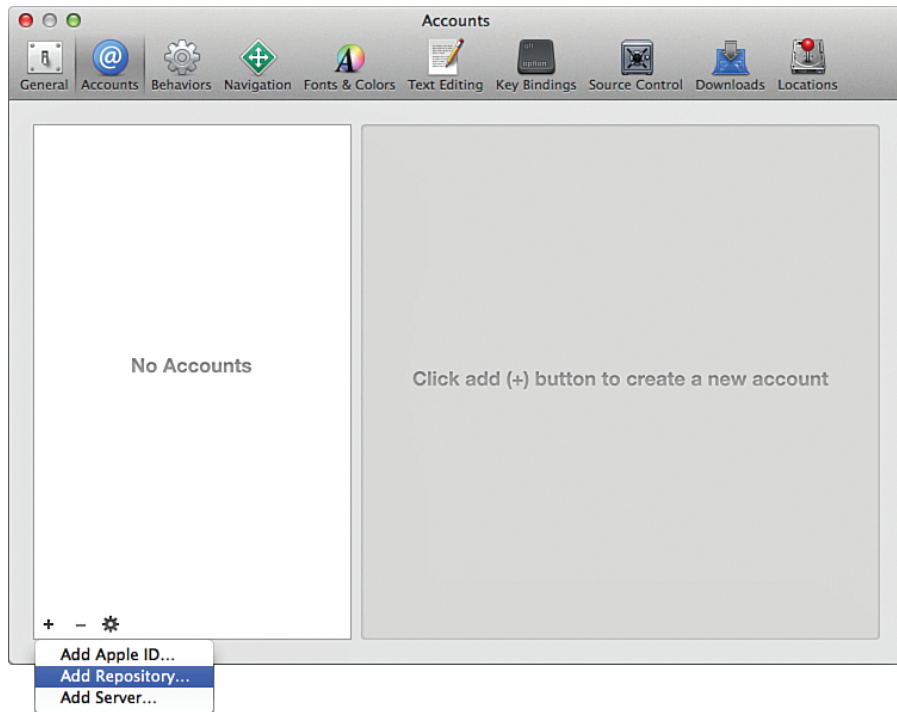 Accounts
General Accounts Behaviors Navigation Fonts & Colors Text Editing Key Bindings Source Control Downloads Locations
No Accounts
Click add (+) button to create a new account
+ −
Add Apple ID...
Add Repository...
Add Server...